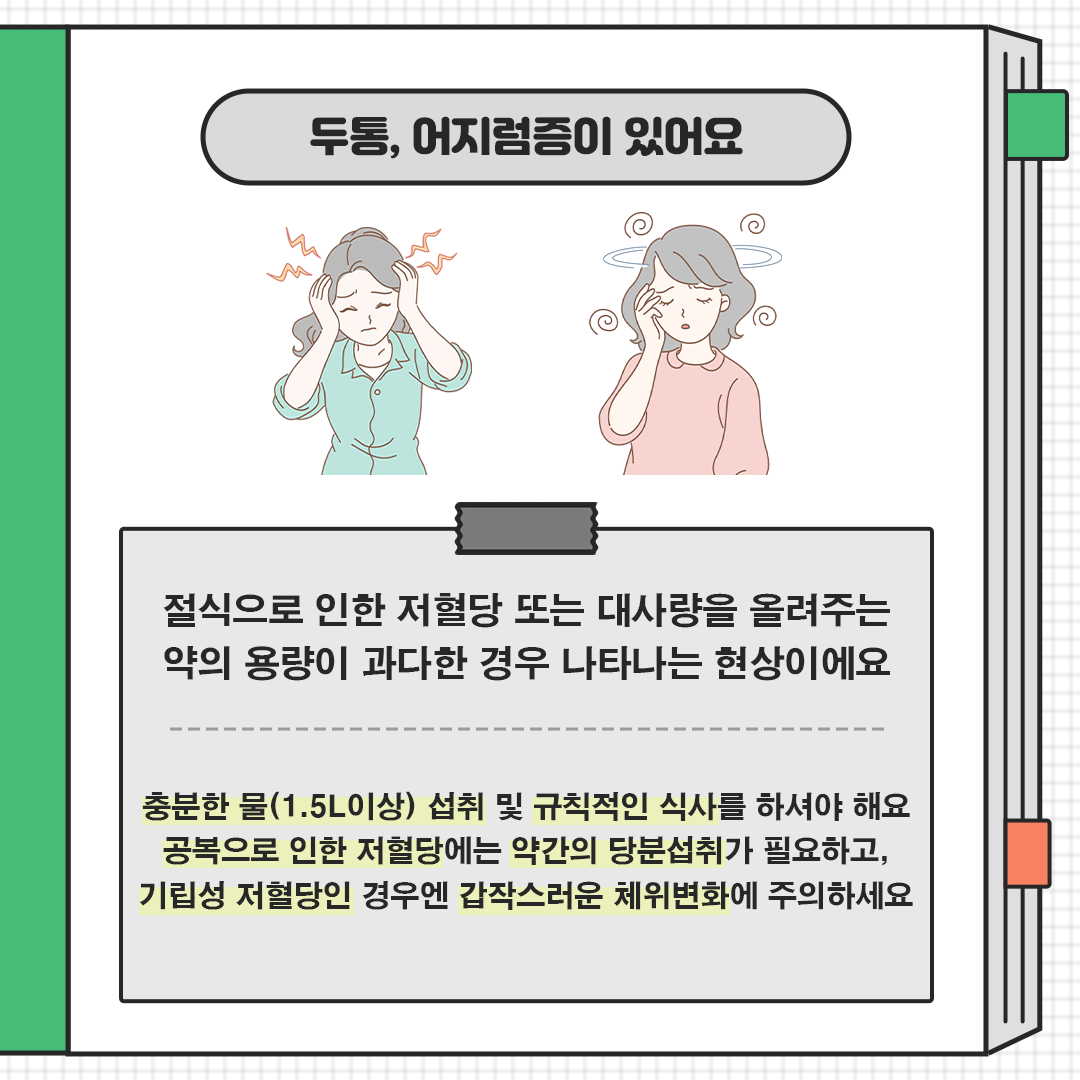 두통, 어지럼증이 있어요
절식으로 인한 저혈당 또는 대사량을 올려주는
약의 용량이 과다한 경우 나타나는 현상이에요
충분한 물(1.5L이상) 섭취 및 규칙적인 식사를 하셔야 해요
공복으로 인한 저혈당에는 약간의 당분섭취가 필요하고,
기립성 저혈당인 경우엔 갑작스러운 체위변화에 주의하세요